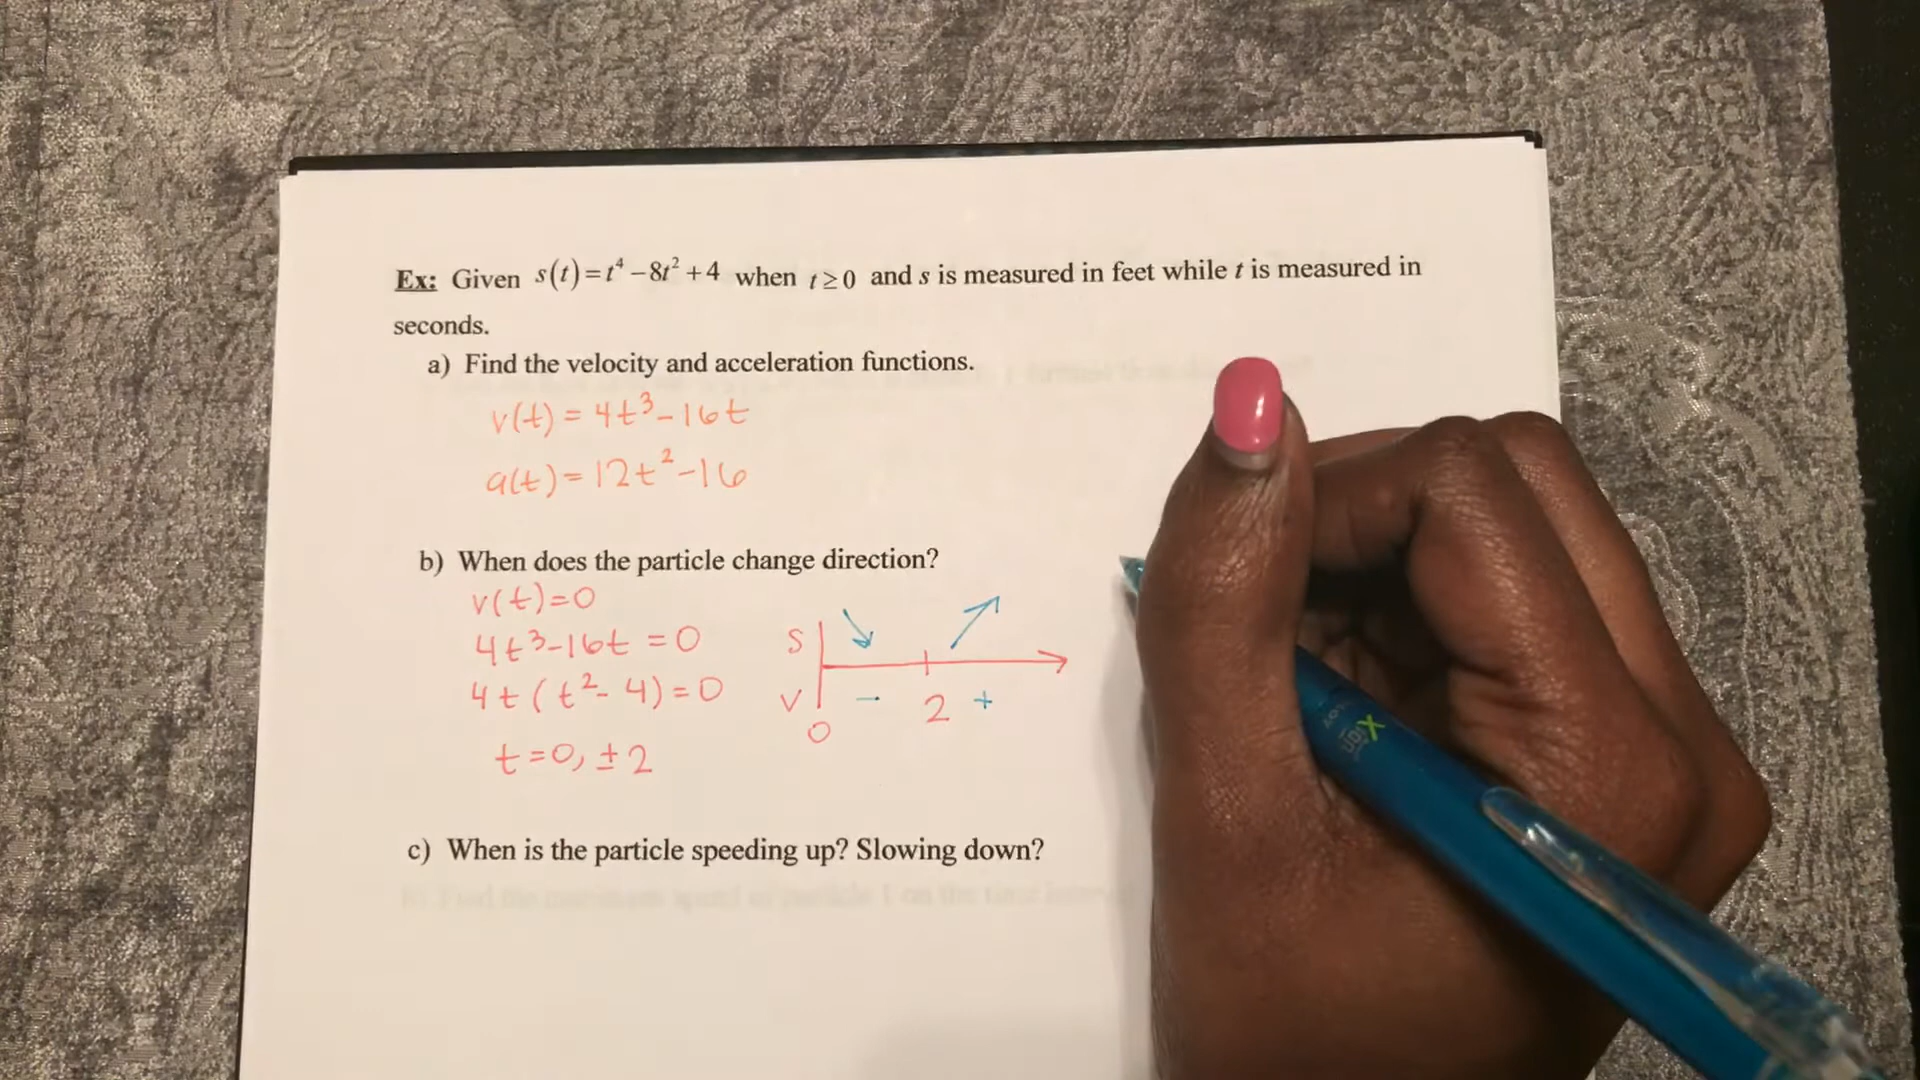 Ex: Given s(t)=t⁴−8t²+4 when t≥0 and s is measured in feet while t is measured in
seconds.
a) Find the velocity and acceleration functions.
v(t) = 4t³−16t
a(t) = 12t²−16
b) When does the particle change direction?
v(t)=0
4t³−16t = 0
4t(t²−4)=0
t=0, ±2
S
V − 2 +
0
c) When is the particle speeding up? Slowing down?